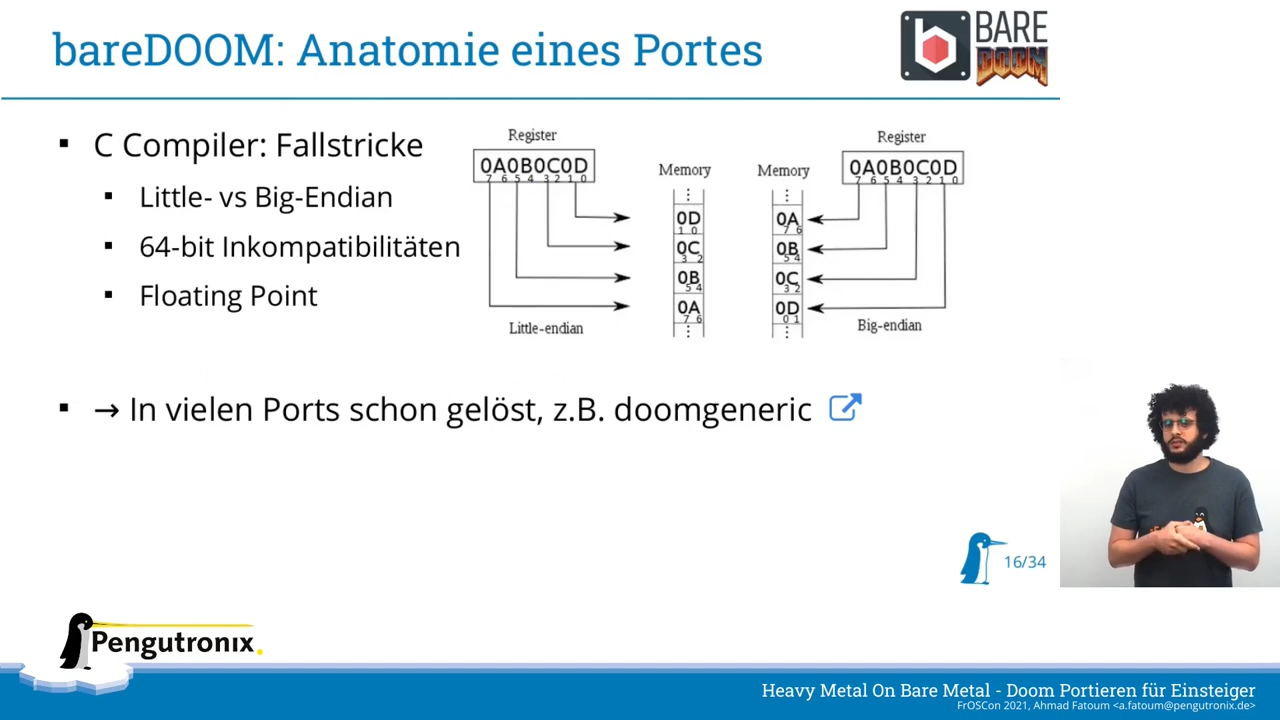 bareDOOM: Anatomie eines Portes
BARE
DOOM
C Compiler: Fallstricke
Little- vs Big-Endian
64-bit Inkompatibilitäten
Floating Point
Register
0A0B0C0D
7 6 5 4 3 2 1 0
Memory
0D
1 0
0C
3 2
0B
5 4
0A
7 6
Little-endian
Memory
0A
7 6
0B
5 4
0C
3 2
0D
0 1
Register
0A0B0C0D
7 6 5 4 3 2 1 0
Big-endian
→ In vielen Ports schon gelöst, z.B. doomgeneric
16/34
Pengutronix.
Heavy Metal On Bare Metal - Doom Portieren für Einsteiger
FrOSCon 2021, Ahmad Fatoum <a.fatoum@pengutronix.de>